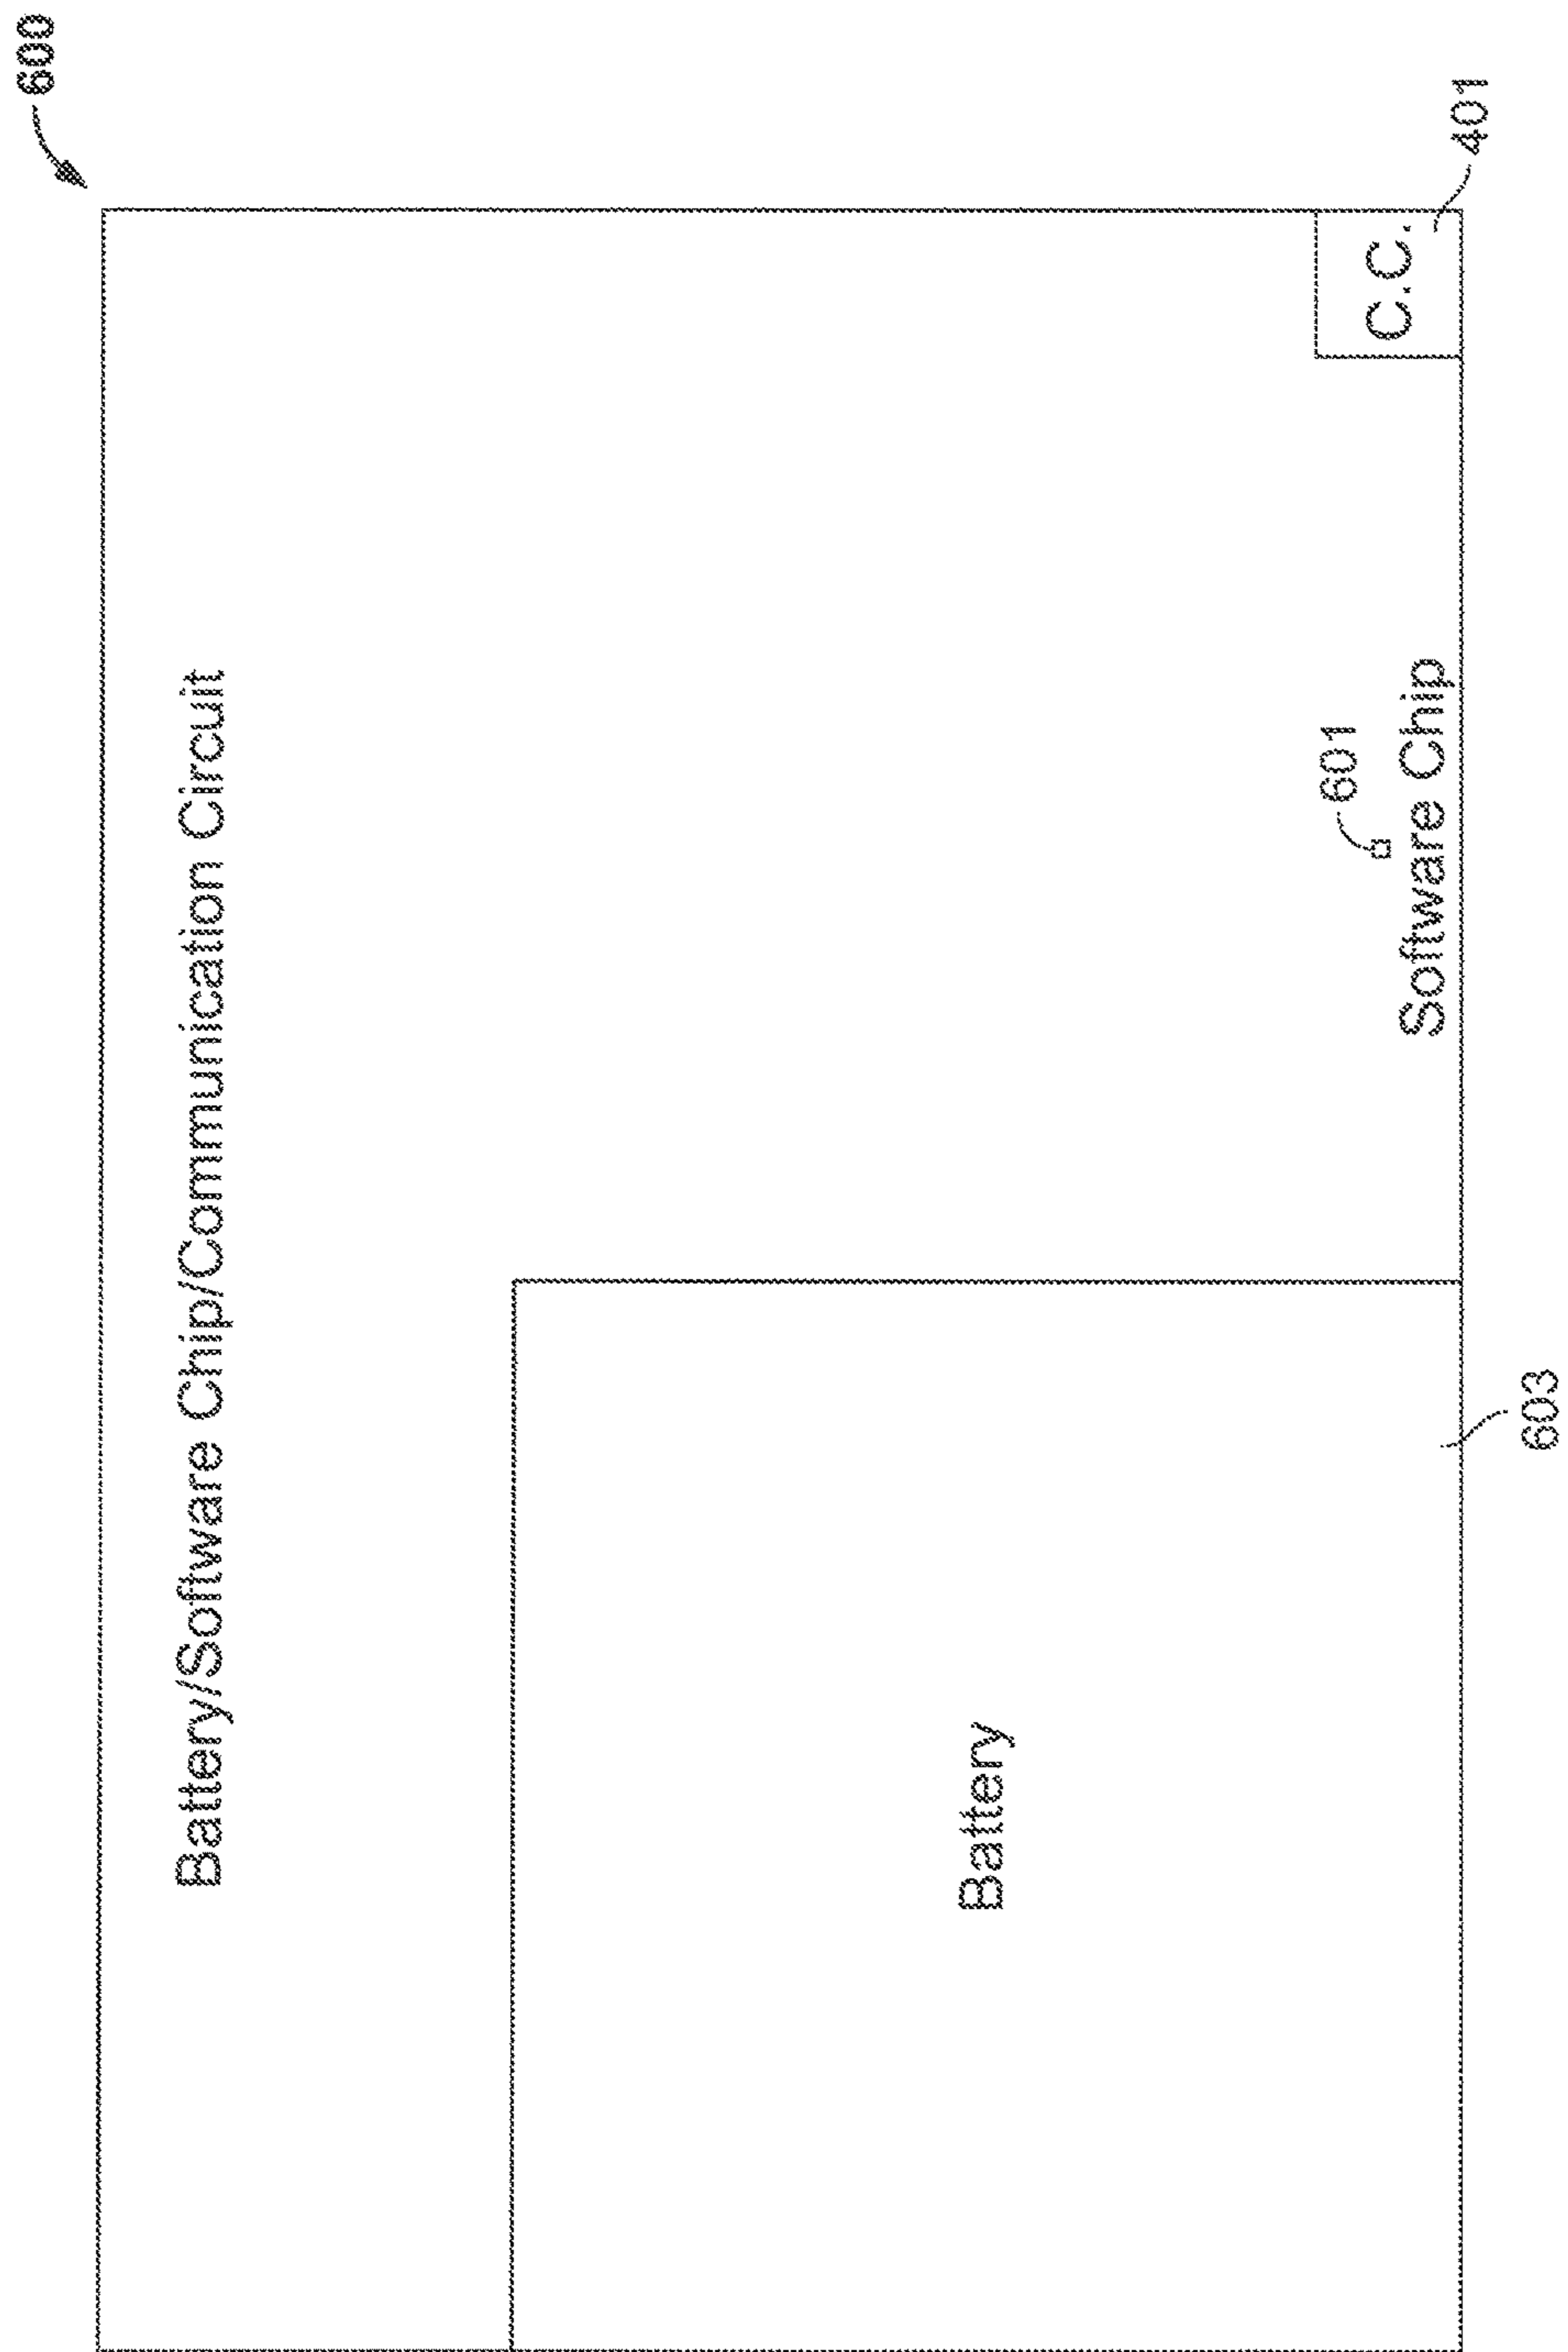 600
Battery/Software Chip/Communication Circuit
Battery
601
Software Chip
C.C.
401
603